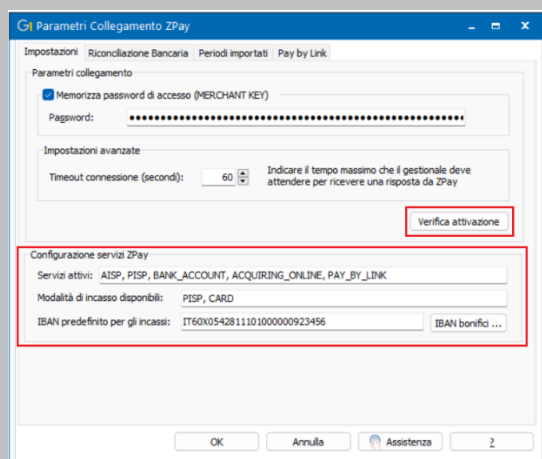 GI Parametri Collegamento ZPay
Impostazioni Riconciliazione Bancaria Periodi importati Pay by Link
Parametri collegamento
Memorizza password di accesso (MERCHANT KEY)
Password:
Impostazioni avanzate
Timeout connessione (secondi): 60 Indicare il tempo massimo che il gestionale deve
attendere per ricevere una risposta da ZPay
Verifica attivazione
Configurazione servizi ZPay
Servizi attivi: AISP, PISP, BANK_ACCOUNT, ACQUIRING_ONLINE, PAY_BY_LINK
Modalità di incasso disponibili: PISP, CARD
IBAN predefinito per gli incassi: IT60X0542811101000000923456 IBAN bonifici ...
OK Annulla Assistenza ?